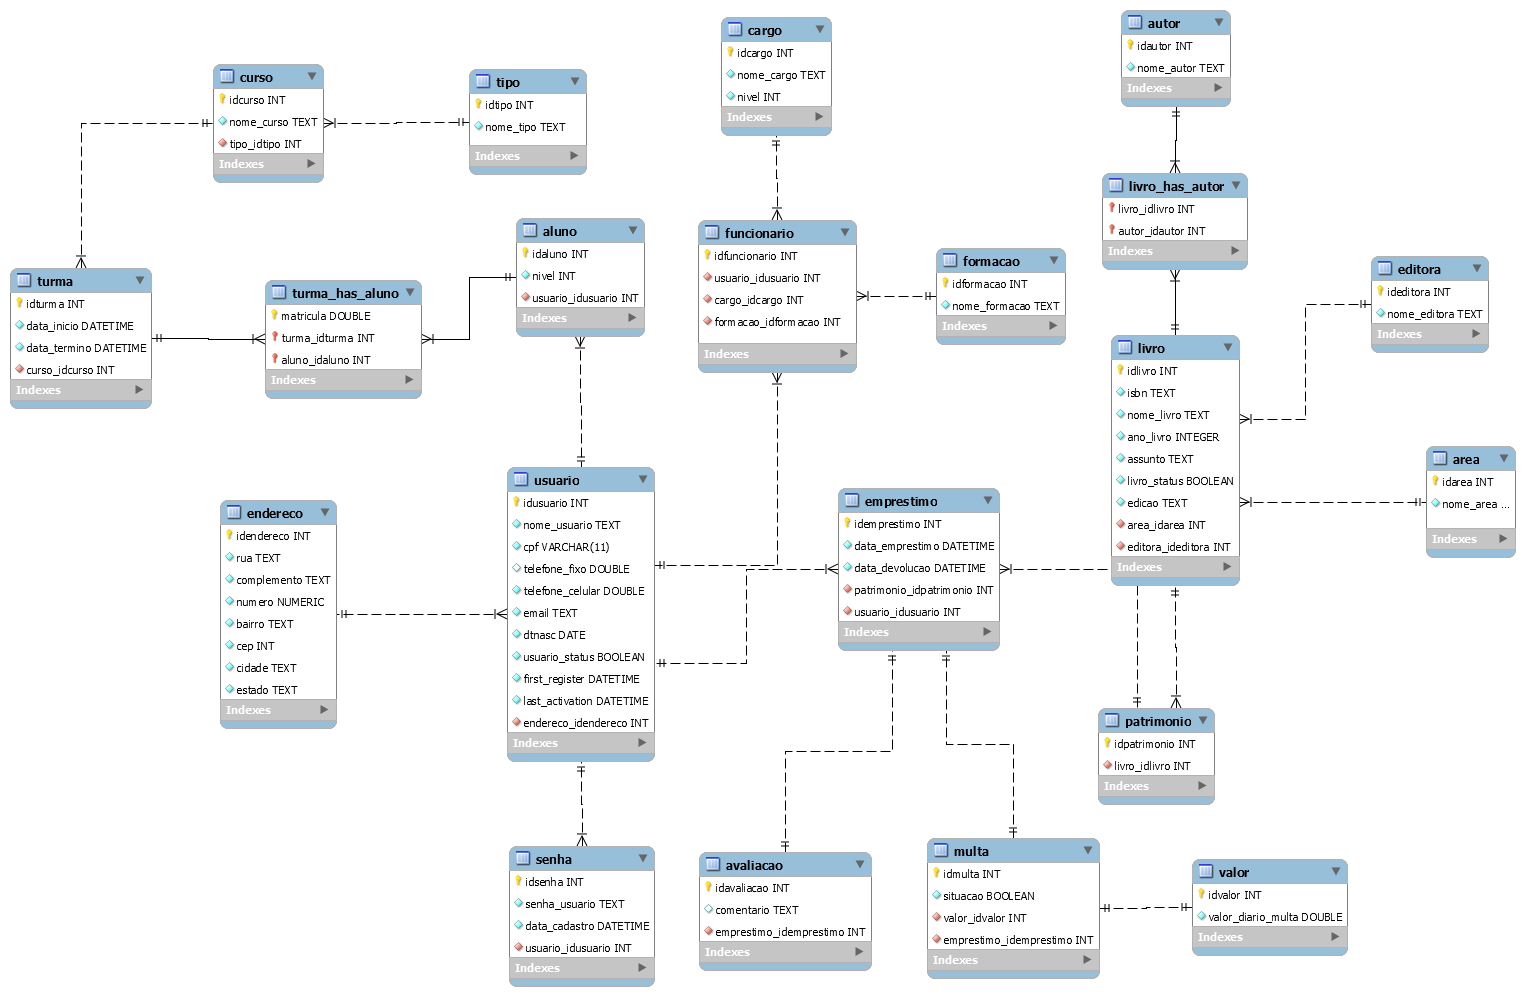 cargo
idcargo INT
nome_cargo TEXT
nivel INT
Indexes
autor
idautor INT
nome_autor TEXT
Indexes
curso
idcurso INT
nome_curso TEXT
tipo_idtipo INT
Indexes
tipo
idtipo INT
nome_tipo TEXT
Indexes
livro_has_autor
livro_idlivro INT
autor_idautor INT
Indexes
turma
idturma INT
data_inicio DATETIME
data_termino DATETIME
curso_idcurso INT
Indexes
turma_has_aluno
matricula DOUBLE
turma_idturma INT
aluno_idaluno INT
Indexes
aluno
idaluno INT
nivel INT
usuario_idusuario INT
Indexes
funcionario
idfuncionario INT
usuario_idusuario INT
cargo_idcargo INT
formacao_idformacao INT
Indexes
formacao
idformacao INT
nome_formacao TEXT
Indexes
editora
ideditora INT
nome_editora TEXT
Indexes
livro
idlivro INT
isbn TEXT
nome_livro TEXT
ano_livro INTEGER
assunto TEXT
livro_status BOOLEAN
edicao TEXT
area_idarea INT
editora_ideditora INT
Indexes
area
idarea INT
nome_area ...
Indexes
endereco
idendereco INT
rua TEXT
complemento TEXT
numero NUMERIC
bairro TEXT
cep INT
cidade TEXT
estado TEXT
Indexes
usuario
idusuario INT
nome_usuario TEXT
cpf VARCHAR(11)
telefone_fixo DOUBLE
telefone_celular DOUBLE
email TEXT
dtnasc DATE
usuario_status BOOLEAN
first_register DATETIME
last_activation DATETIME
endereco_idendereco INT
Indexes
emprestimo
idemprestimo INT
data_emprestimo DATETIME
data_devolucao DATETIME
patrimonio_idpatrimonio INT
usuario_idusuario INT
Indexes
patrimonio
idpatrimonio INT
livro_idlivro INT
Indexes
senha
idsenha INT
senha_usuario TEXT
data_cadastro DATETIME
usuario_idusuario INT
Indexes
avaliacao
idavaliacao INT
comentario TEXT
emprestimo_idemprestimo INT
Indexes
multa
idmulta INT
situacao BOOLEAN
valor_idvalor INT
emprestimo_idemprestimo INT
Indexes
valor
idvalor INT
valor_diario_multa DOUBLE
Indexes